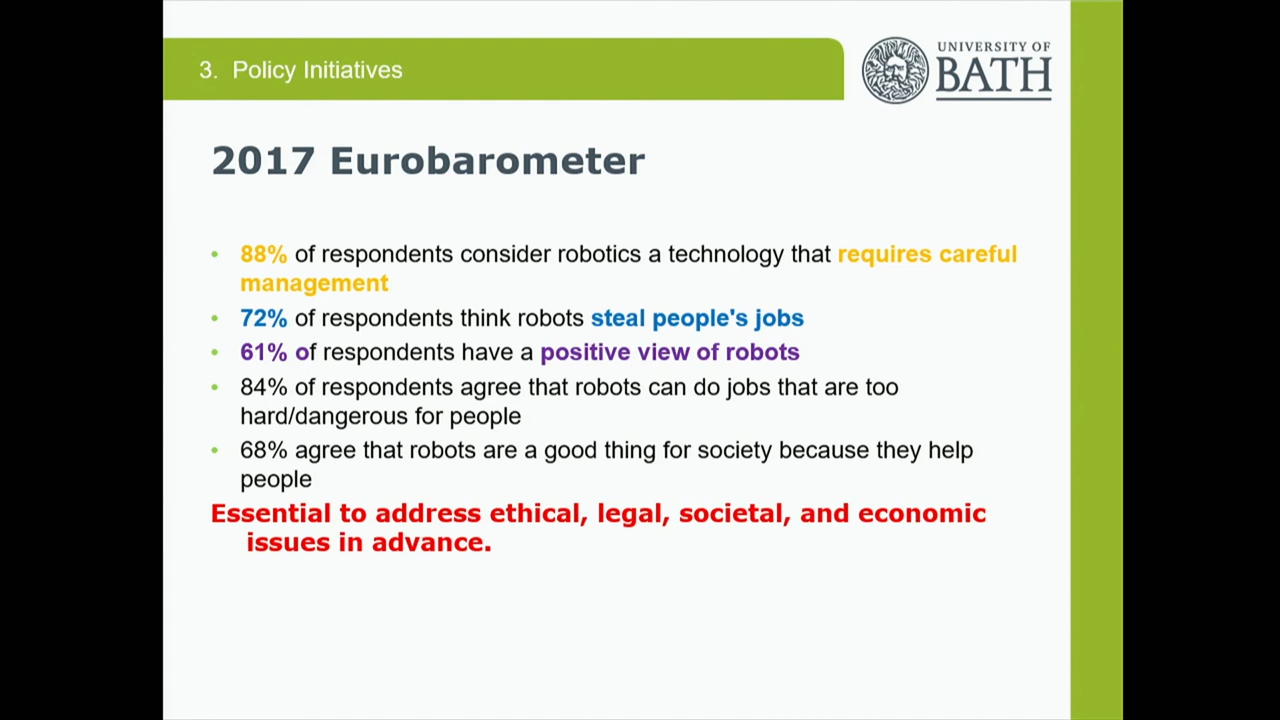 3. Policy Initiatives
UNIVERSITY OF
BATH
2017 Eurobarometer
• 88% of respondents consider robotics a technology that requires careful
management
• 72% of respondents think robots steal people's jobs
• 61% of respondents have a positive view of robots
• 84% of respondents agree that robots can do jobs that are too
hard/dangerous for people
• 68% agree that robots are a good thing for society because they help
people
Essential to address ethical, legal, societal, and economic
issues in advance.